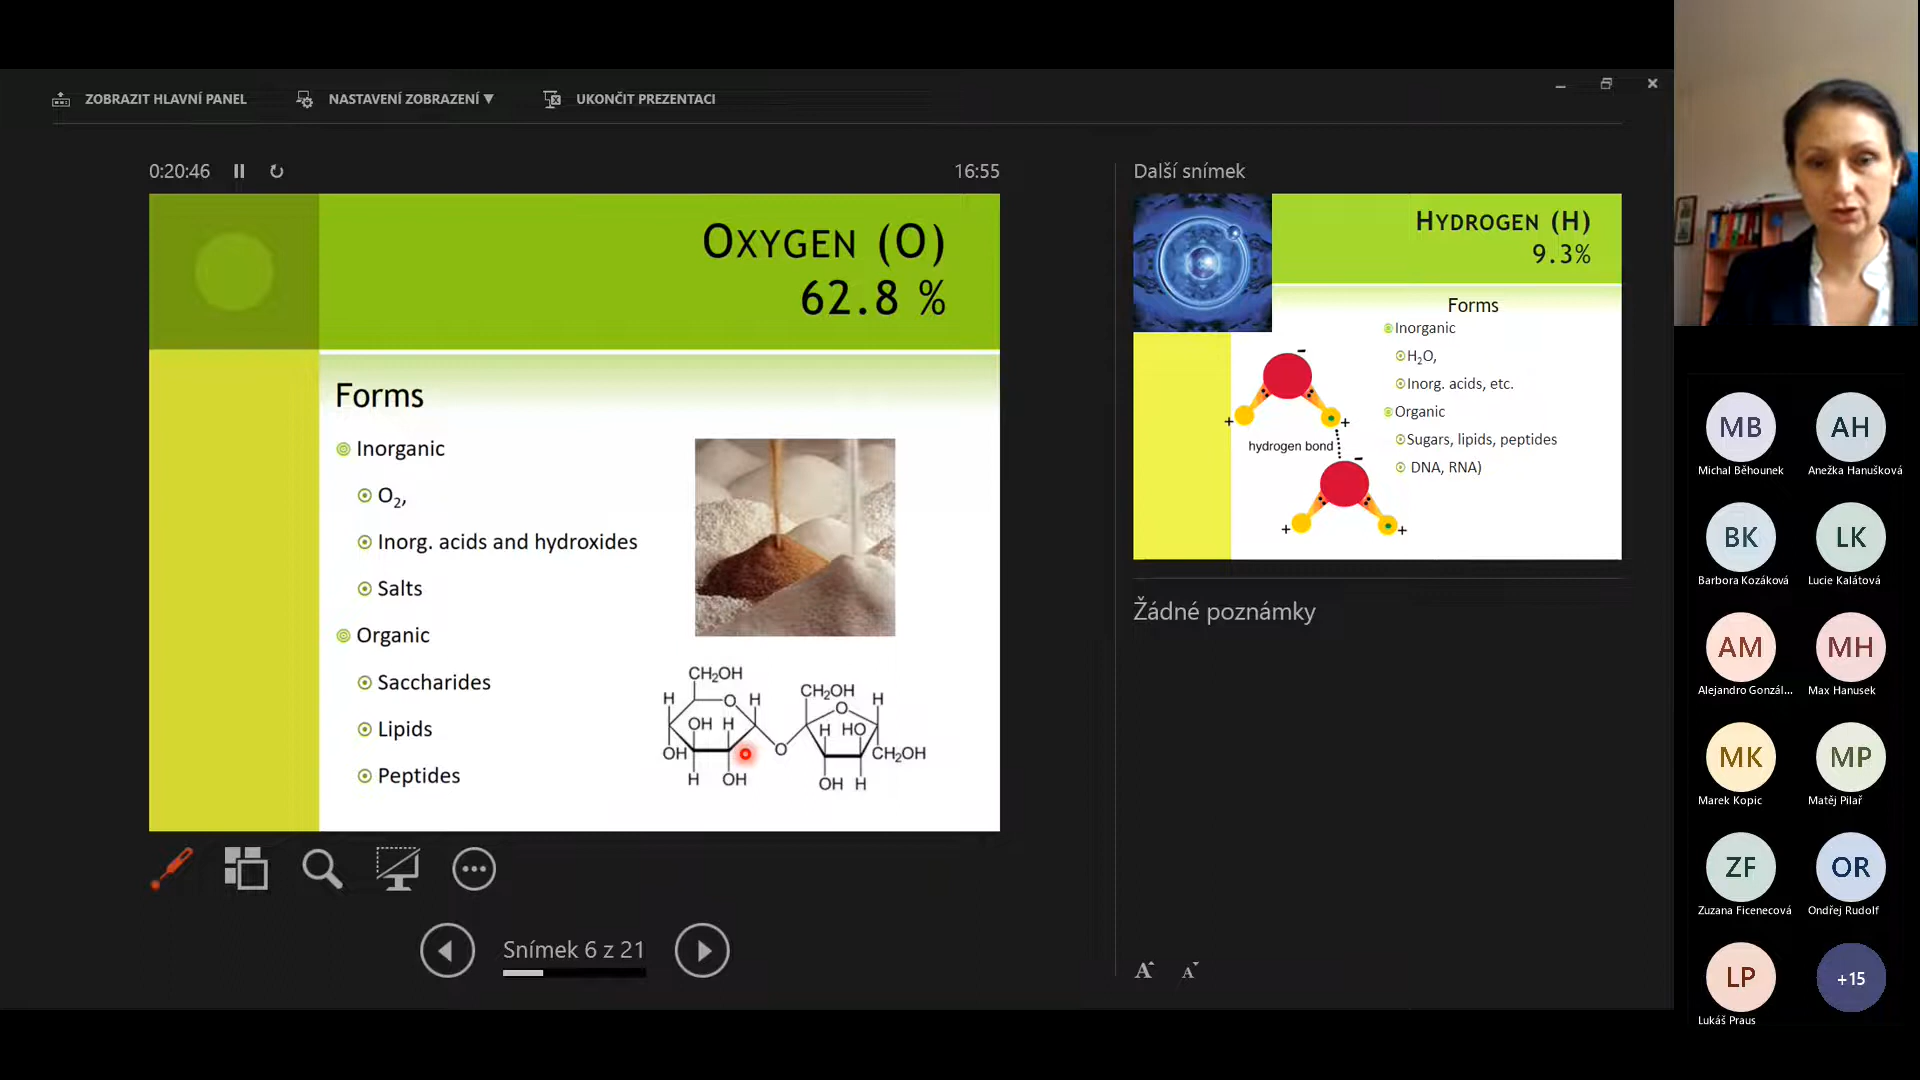 ZOBRAZIT HLAVNÍ PANEL
NASTAVENÍ ZOBRAZENÍ ▼
UKONČIT PREZENTACI
0:20:46
16:55
OXYGEN (O)
62.8 %
Forms
Inorganic
O2,
Inorg. acids and hydroxides
Salts
Organic
Saccharides
Lipids
Peptides
CH2OH
H O H
OH H
OH
H OH
O
CH2OH
O H
H HO
CH2OH
OH H
Snímek 6 z 21
Další snímek
HYDROGEN (H)
9.3%
Forms
Inorganic
H2O,
Inorg. acids, etc.
Organic
Sugars, lipids, peptides
DNA, RNA)
-
+ +
hydrogen bond
-
+ +
Žádné poznámky
A A
MB
Michal Běhounek
AH
Anežka Hanušková
BK
Barbora Kozáková
LK
Lucie Kalátová
AM
Alejandro Gonzál...
MH
Max Hanusek
MK
Marek Kopic
MP
Matěj Pilař
ZF
Zuzana Ficenecová
OR
Ondřej Rudolf
LP
Lukáš Praus
+15